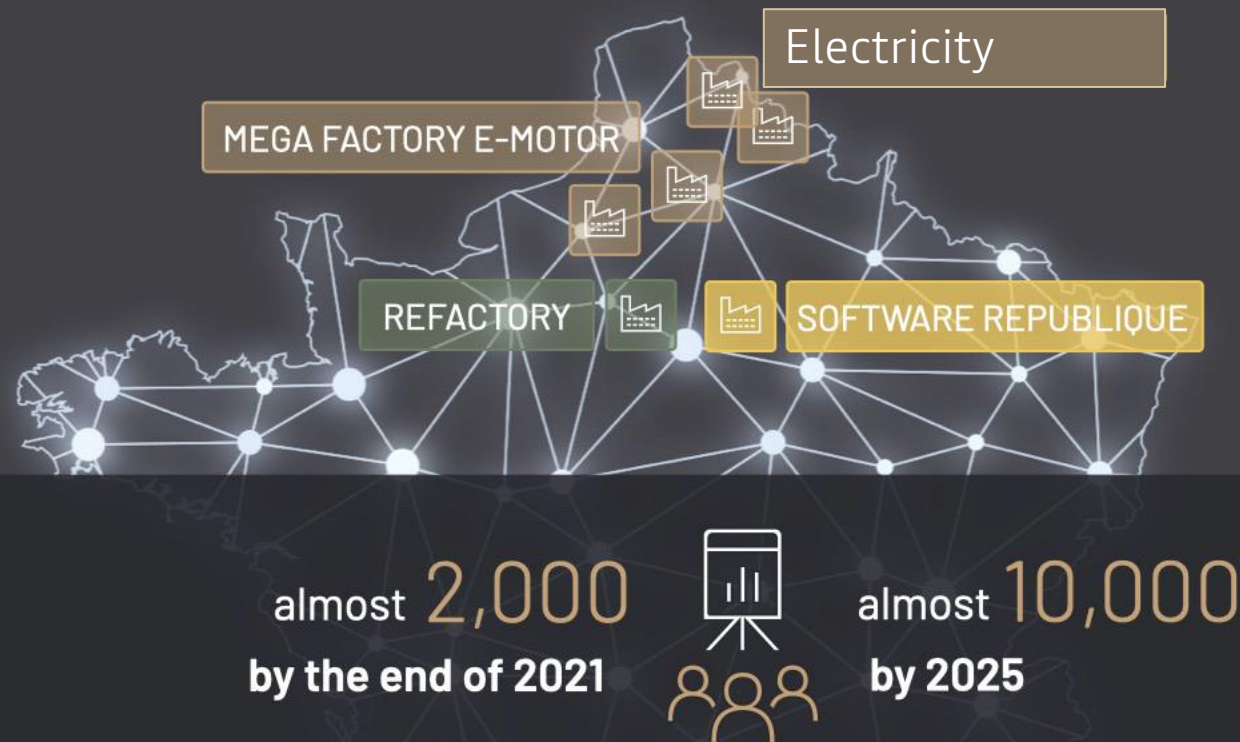 Electricity
MEGA FACTORY E-MOTOR
REFACTORY
SOFTWARE REPUBLIQUE
almost 2,000
by the end of 2021
almost 10,000
by 2025